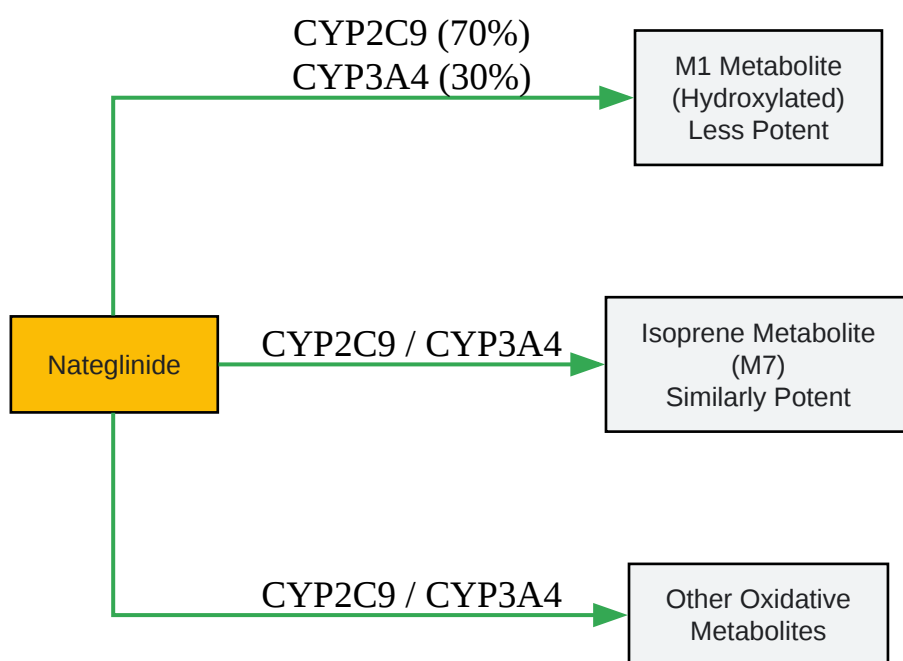 CYP2C9 (70%)
CYP3A4 (30%)
M1 Metabolite
(Hydroxylated)
Less Potent
Nateglinide
CYP2C9 / CYP3A4
Isoprene Metabolite
(M7)
Similarly Potent
CYP2C9 / CYP3A4
Other Oxidative
Metabolites